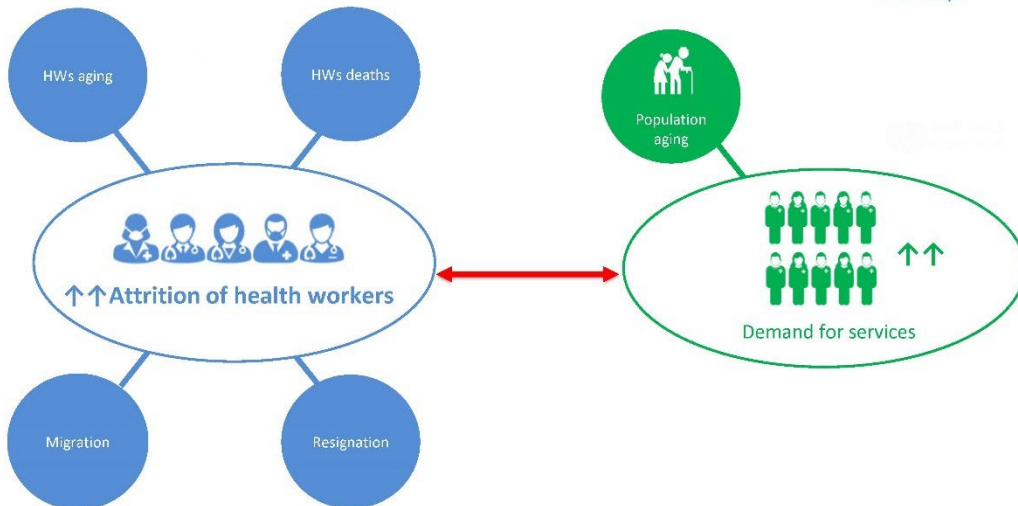 HWs aging
HWs deaths
Population
aging
↑↑Attrition of health workers
↑↑
Demand for services
Migration
Resignation